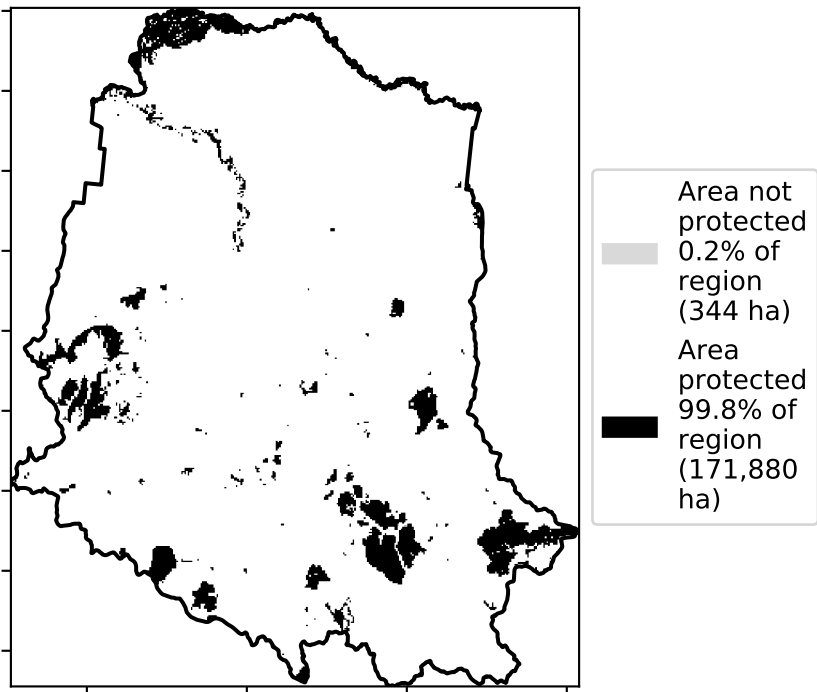 Area not
protected
0.2% of
region
(344 ha)
Area
protected
99.8% of
region
(171,880
ha)